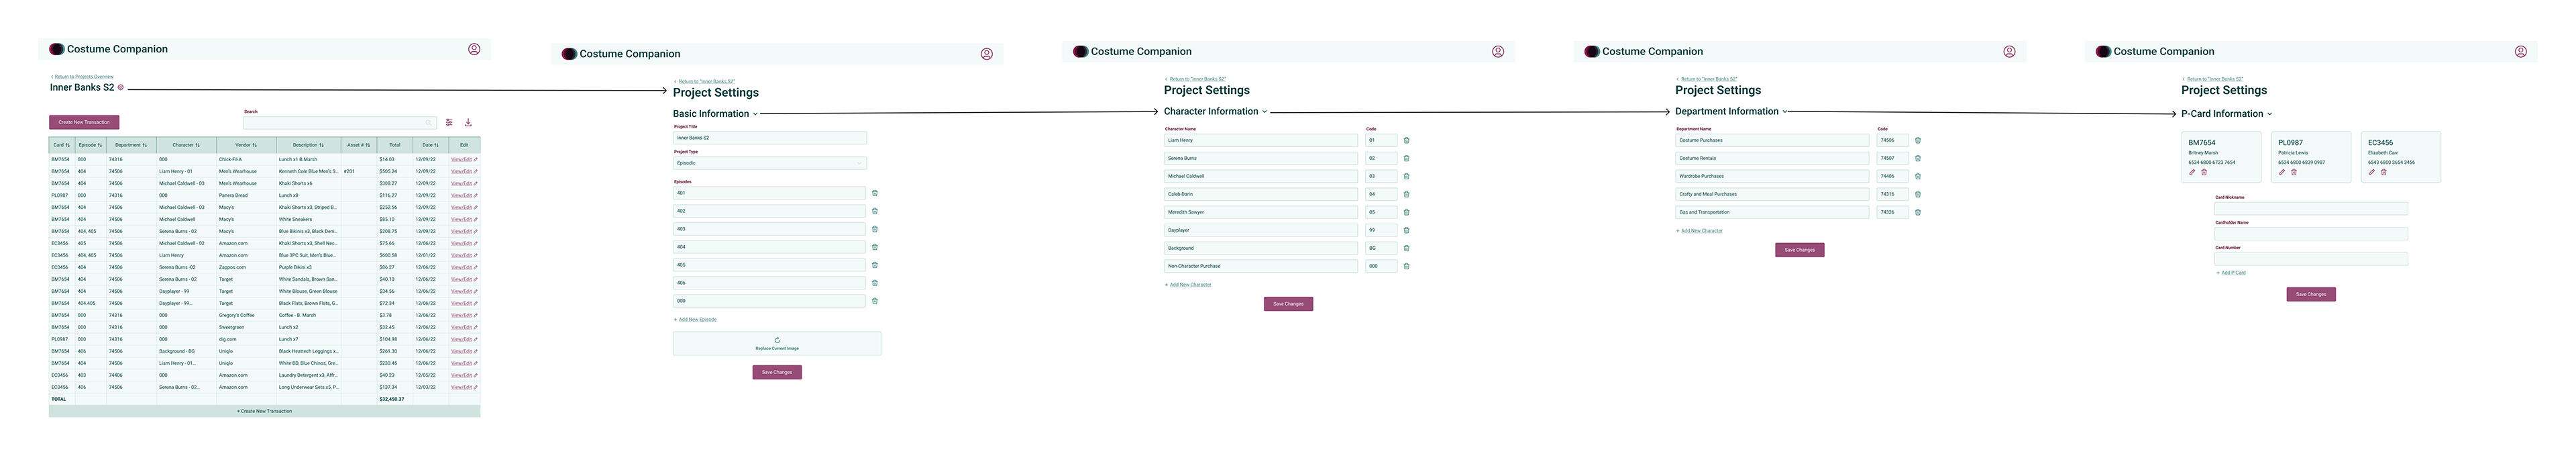 Costume Companion
< Return to Projects Overview
Inner Banks S2
Create New Transaction
Search
Card Episode Department Character Vendor Description Asset # Total Date Edit
BM7654 000 74316 000 Chick-Fil-A Lunch x1 B.Marsh $14.03 12/09/22 View/Edit
BM7654 404 74506 Liam Henry - 01 Men's Wearhouse Kenneth Cole Blue Men's S... #201 $505.24 12/09/22 View/Edit
BM7654 404 74506 Michael Caldwell - 03 Men's Wearhouse Khaki Shorts x6 $308.27 12/09/22 View/Edit
PL0987 000 74316 000 Panera Bread Lunch x8 $116.27 12/09/22 View/Edit
BM7654 404 74506 Michael Caldwell - 03 Macy's Khaki Shorts x3, Striped B... $252.56 12/09/22 View/Edit
BM7654 404 74506 Michael Caldwell Macy's White Sneakers $85.10 12/09/22 View/Edit
BM7654 404, 405 74506 Serena Burns - 02 Macy's Blue Bikinis x3, Black Den... $208.75 12/09/22 View/Edit
EC3456 405 74506 Michael Caldwell - 02 Amazon.com Khaki Shorts x3, Shell Nec... $75.66 12/06/22 View/Edit
EC3456 404, 405 74506 Liam Henry Amazon.com Blue 3PC Suit, Men's Blue... $600.58 12/01/22 View/Edit
EC3456 404 74506 Serena Burns -02 Zappos.com Purple Bikini x3 $86.27 12/06/22 View/Edit
BM7654 404 74506 Serena Burns - 02 Target White Sandals, Brown San... $40.10 12/06/22 View/Edit
BM7654 404 74506 Dayplayer - 99 Target White Blouse, Green Blouse $34.56 12/06/22 View/Edit
BM7654 404.405 74506 Dayplayer - 99... Target Black Flats, Brown Flats, G... $72.34 12/06/22 View/Edit
BM7654 000 74316 000 Gregory's Coffee Coffee - B. Marsh $3.78 12/06/22 View/Edit
BM7654 000 74316 000 Sweetgreen Lunch x2 $32.45 12/06/22 View/Edit
PL0987 000 74316 000 dig.com Lunch x7 $104.98 12/06/22 View/Edit
BM7654 406 74506 Background - BG Uniqlo Black Heattech Leggings x... $261.30 12/06/22 View/Edit
BM7654 404 74506 Liam Henry - 01... Uniqlo White BD, Blue Chinos, Gre... $230.45 12/06/22 View/Edit
EC3456 403 74406 000 Amazon.com Laundry Detergent x3, Affr... $40.23 12/05/22 View/Edit
EC3456 406 74506 Serena Burns - 02... Amazon.com Long Underwear Sets x5, P... $137.34 12/03/22 View/Edit
TOTAL $32,450.37
+ Create New Transaction
Costume Companion
< Return to "Inner Banks S2"
Project Settings
Basic Information
Project Title
Inner Banks S2
Project Type
Episodic
Episodes
401
402
403
404
405
406
000
+ Add New Episode
Replace Current Image
Save Changes
Costume Companion
< Return to "Inner Banks S2"
Project Settings
Character Information
Character Name Code
Liam Henry 01
Serena Burns 02
Michael Caldwell 03
Caleb Garin 04
Meredith Sawyer 05
Dayplayer 99
Background BG
Non-Character Purchase 000
+ Add New Character
Save Changes
Costume Companion
< Return to "Inner Banks S2"
Project Settings
Department Information
Department Name Code
Costume Purchases 74506
Costume Rentals 74507
Wardrobe Purchases 74406
Crafty and Meal Purchases 74316
Gas and Transportation 74326
+ Add New Character
Save Changes
Costume Companion
< Return to "Inner Banks S2"
Project Settings
P-Card Information
BM7654
Britney Marsh
6534 6800 6723 7654
PL0987
Patricia Lewis
6534 6800 6839 0987
EC3456
Elizabeth Carr
6543 6800 3654 3456
Card Nickname
Cardholder Name
Card Number
+ Add P-Card
Save Changes